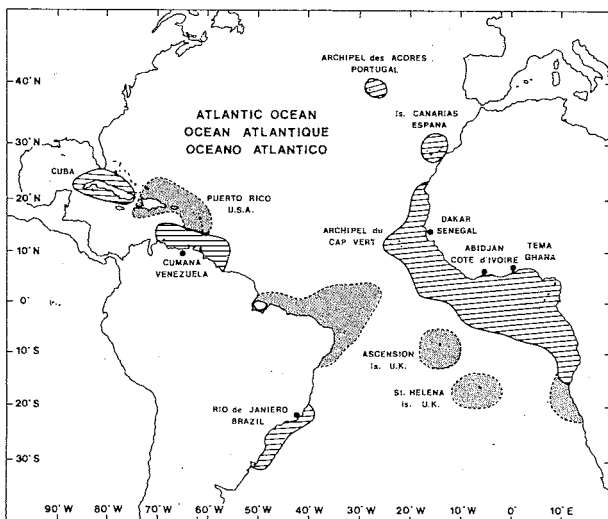 ARCHIPEL des ACORES
PORTUGAL
40°N
ATLANTIC OCEAN
OCEAN ATLANTIQUE
OCEANO ATLANTICO
Is. CANARIAS
ESPANA
30°N
CUBA
20°N
PUERTO RICO
U.S.A.
ARCHIPEL du
CAP VERT
DAKAR
SENEGAL
ABIDJAN
COTE d'IVOIRE
TEMA
GHANA
10°N
CUMANA
VENEZUELA
0°
10°S
ASCENSION
Is. U.K.
St. HELENA
Is. U.K.
20°S
RIO de JANIERO
BRAZIL
30°S
90°W 80°W 70°W 60°W 50°W 40°W 30°W 20°W 10°W 0° 10°E